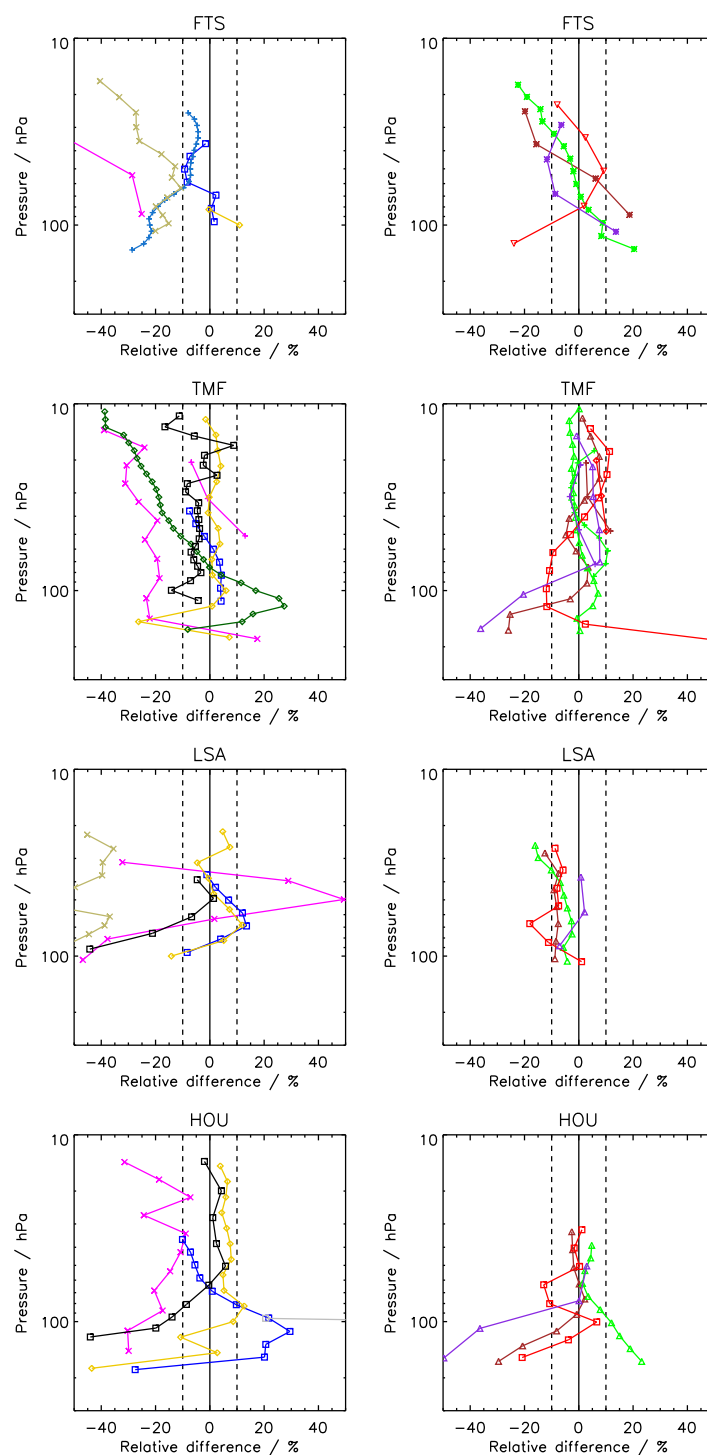 FTS FTS
10 10
Pressure / hPa Pressure / hPa
100 100
-40 -20 0 20 40 -40 -20 0 20 40
Relative difference / % Relative difference / %
TMF TMF
10 10
Pressure / hPa Pressure / hPa
100 100
-40 -20 0 20 40 -40 -20 0 20 40
Relative difference / % Relative difference / %
LSA LSA
10 10
Pressure / hPa Pressure / hPa
100 100
-40 -20 0 20 40 -40 -20 0 20 40
Relative difference / % Relative difference / %
HOU HOU
10 10
Pressure / hPa Pressure / hPa
100 100
-40 -20 0 20 40 -40 -20 0 20 40
Relative difference / % Relative difference / %